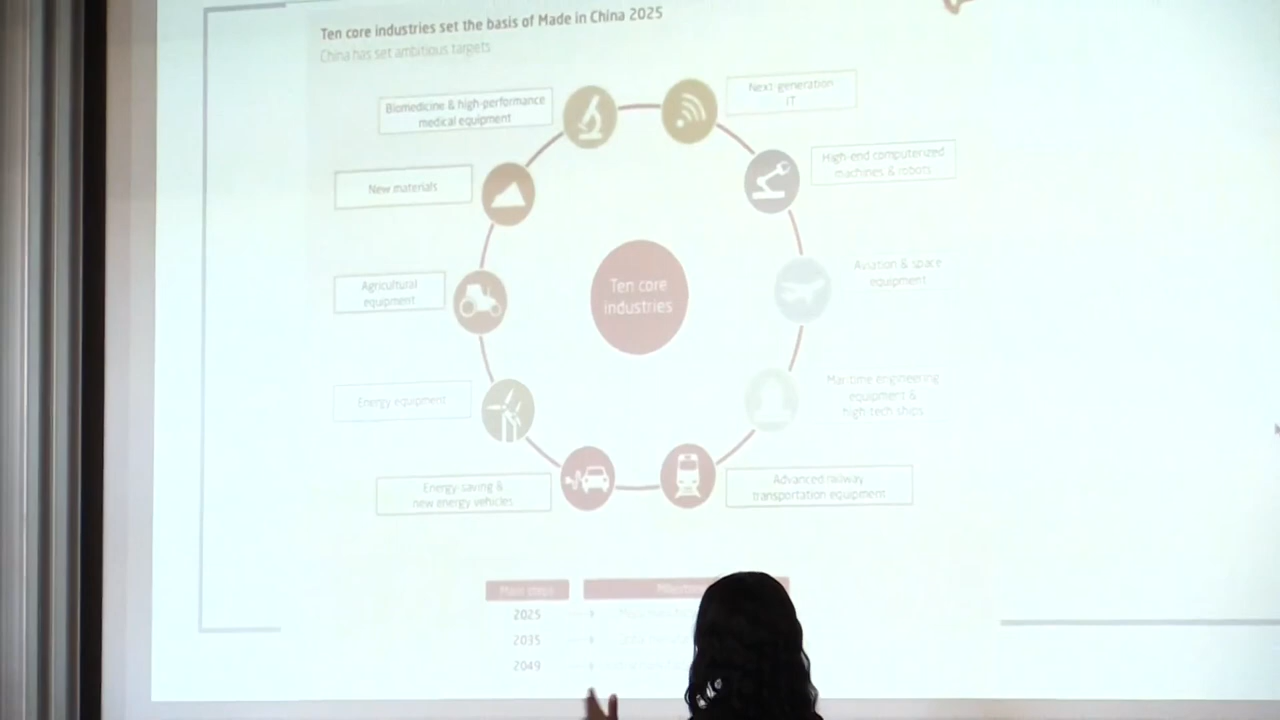 Ten core industries set the basis of Made in China 2025
China has set ambitious targets
Biomedicine & high-performance
medical equipment
Next generation
IT
New materials
High-end computerized
machines & robots
Agricultural
equipment
Ten core
industries
Aviation & space
equipment
Energy equipment
Maritime engineering
equipment &
high tech ships
Energy saving &
new energy vehicles
Advanced railway
transportation equipment
Main steps
2025
2035
2049